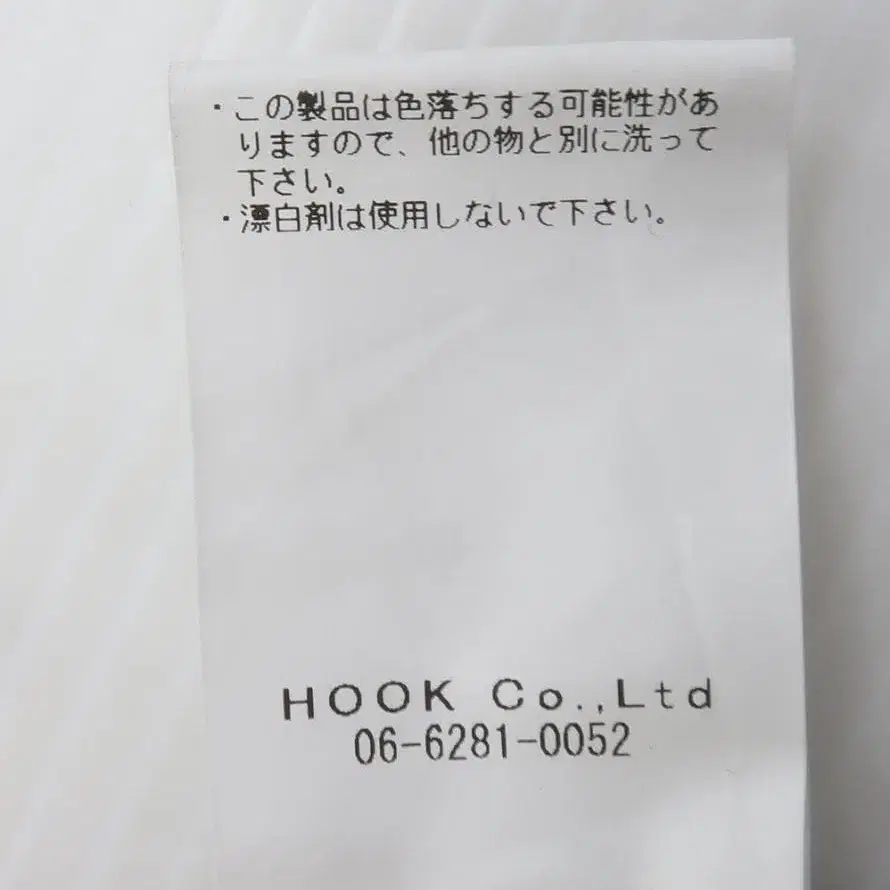 ・この製品は色落ちする可能性があ
りますので、他の物と別に洗って
下さい。
・漂白剤は使用しないで下さい。
HOOK Co.,Ltd
06-6281-0052